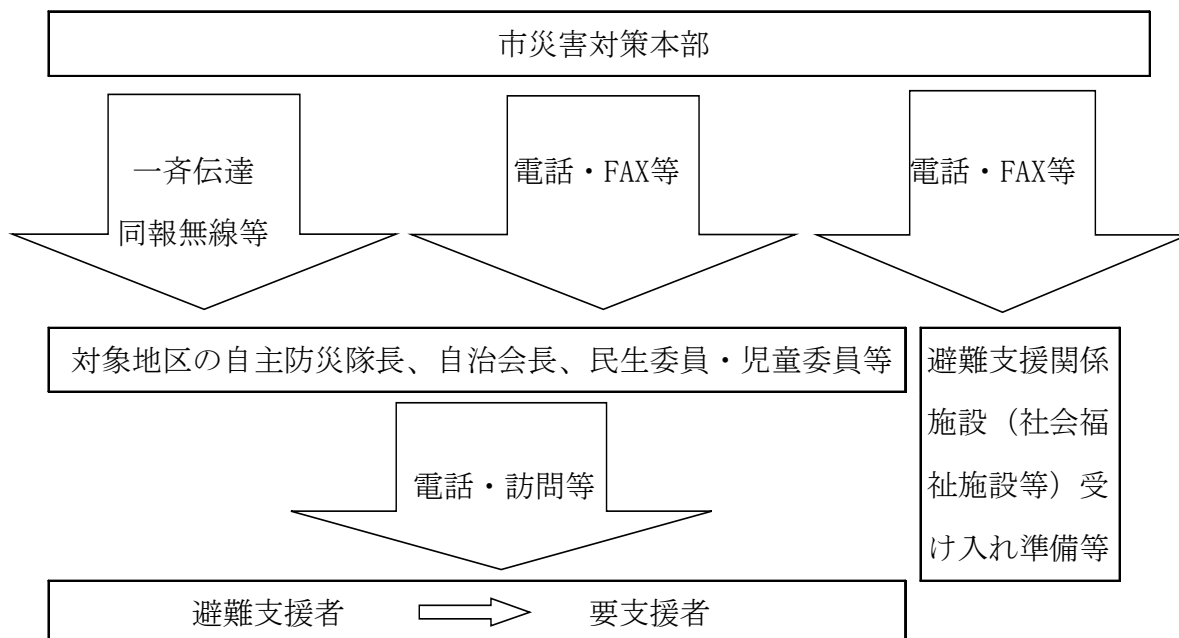 市災害対策本部
一斉伝達
同報無線等
電話・FAX等
電話・FAX等
対象地区の自主防災隊長、自治会長、民生委員・児童委員等
避難支援関係
施設（社会福
祉施設等）受
け入れ準備等
電話・訪問等
避難支援者
要支援者